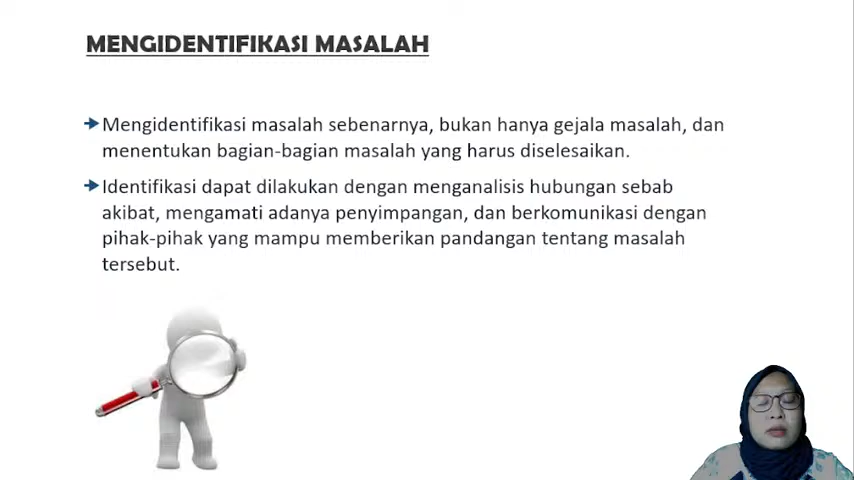 MENGIDENTIFIKASI MASALAH
Mengidentifikasi masalah sebenarnya, bukan hanya gejala masalah, dan
menentukan bagian-bagian masalah yang harus diselesaikan.
Identifikasi dapat dilakukan dengan menganalisis hubungan sebab
akibat, mengamati adanya penyimpangan, dan berkomunikasi dengan
pihak-pihak yang mampu memberikan pandangan tentang masalah
tersebut.